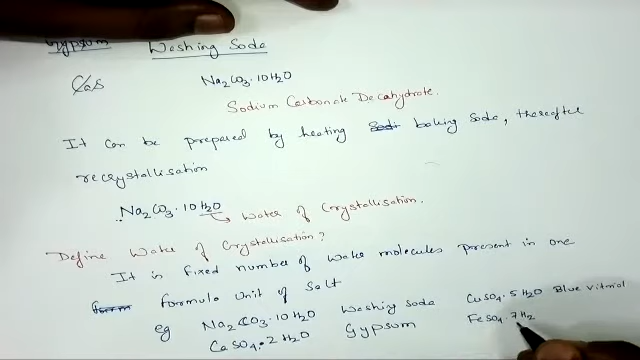 Gypsum Washing Soda
CaS Na2CO3·10H2O
Sodium Carbonate Decahydrate.
It can be prepared by heating Sodi baking soda, thereafter
recrystallisation
Na2CO3·10H2O → Water of Crystallisation.
Define Water of Crystallisation?
It is fixed number of water molecules present in one
form formula unit of salt
eg Na2CO3·10H2O Washing soda CuSO4·5H2O Blue vitriol
CaSO4·2H2O Gypsum FeSO4·7H2